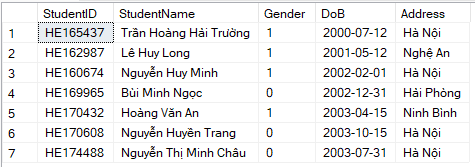 StudentID StudentName Gender DoB Address
1 HE165437 Trần Hoàng Hải Trường 1 2000-07-12 Hà Nội
2 HE162987 Lê Huy Long 1 2001-05-12 Nghệ An
3 HE160674 Nguyễn Huy Minh 1 2002-02-01 Hà Nội
4 HE169965 Bùi Minh Ngọc 0 2002-12-31 Hải Phòng
5 HE170432 Hoàng Văn An 1 2003-04-15 Ninh Bình
6 HE170608 Nguyễn Huyền Trang 0 2003-10-15 Hà Nội
7 HE174488 Nguyễn Thị Minh Châu 0 2003-07-31 Hà Nội